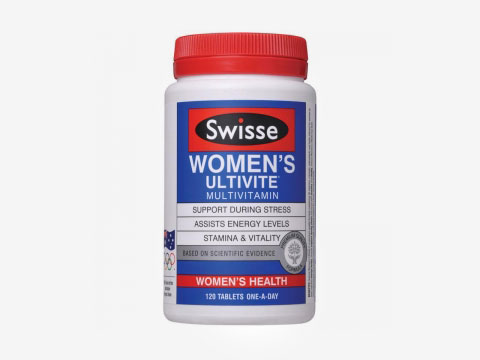 Swisse
WOMEN'S
ULTIVITE
MULTIVITAMIN
SUPPORT DURING STRESS
ASSISTS ENERGY LEVELS
STAMINA & VITALITY
BASED ON SCIENTIFIC EVIDENCE
WOMEN'S HEALTH
120 TABLETS ONE-A-DAY